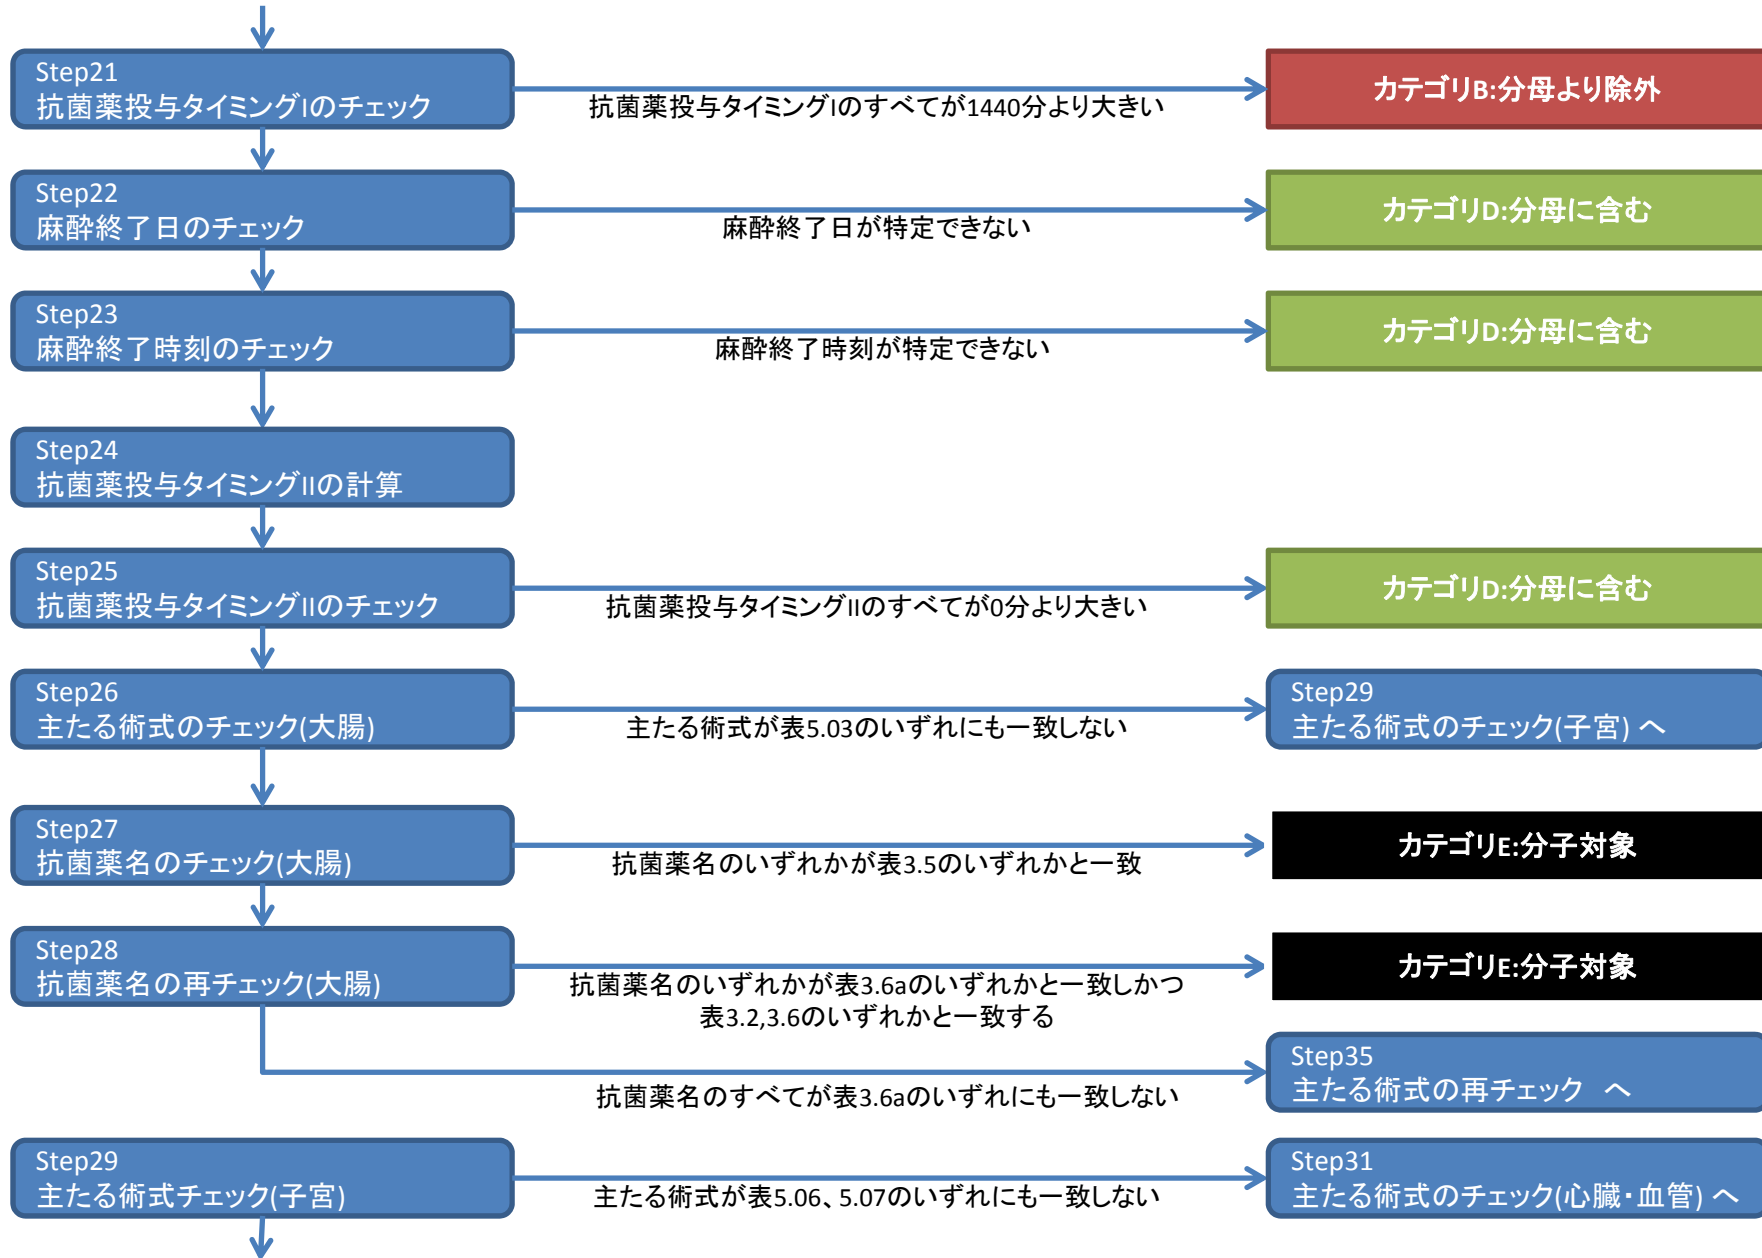 Step21
抗菌薬投与タイミングIのチェック
抗菌薬投与タイミングIのすべてが1440分より大きい
カテゴリB:分母より除外
Step22
麻酔終了日のチェック
麻酔終了日が特定できない
カテゴリD:分母に含む
Step23
麻酔終了時刻のチェック
麻酔終了時刻が特定できない
カテゴリD:分母に含む
Step24
抗菌薬投与タイミングIIの計算
Step25
抗菌薬投与タイミングIIのチェック
抗菌薬投与タイミングIIのすべてが0分より大きい
カテゴリD:分母に含む
Step26
主たる術式のチェック(大腸)
主たる術式が表5.03のいずれにも一致しない
Step29
主たる術式のチェック(子宮) へ
Step27
抗菌薬名のチェック(大腸)
抗菌薬名のいずれかが表3.5のいずれかと一致
カテゴリE:分子対象
Step28
抗菌薬名の再チェック(大腸)
抗菌薬名のいずれかが表3.6aのいずれかと一致しかつ
表3.2,3.6のいずれかと一致する
カテゴリE:分子対象
抗菌薬名のすべてが表3.6aのいずれにも一致しない
Step35
主たる術式の再チェック へ
Step29
主たる術式チェック(子宮)
主たる術式が表5.06、5.07のいずれにも一致しない
Step31
主たる術式のチェック(心臓・血管) へ